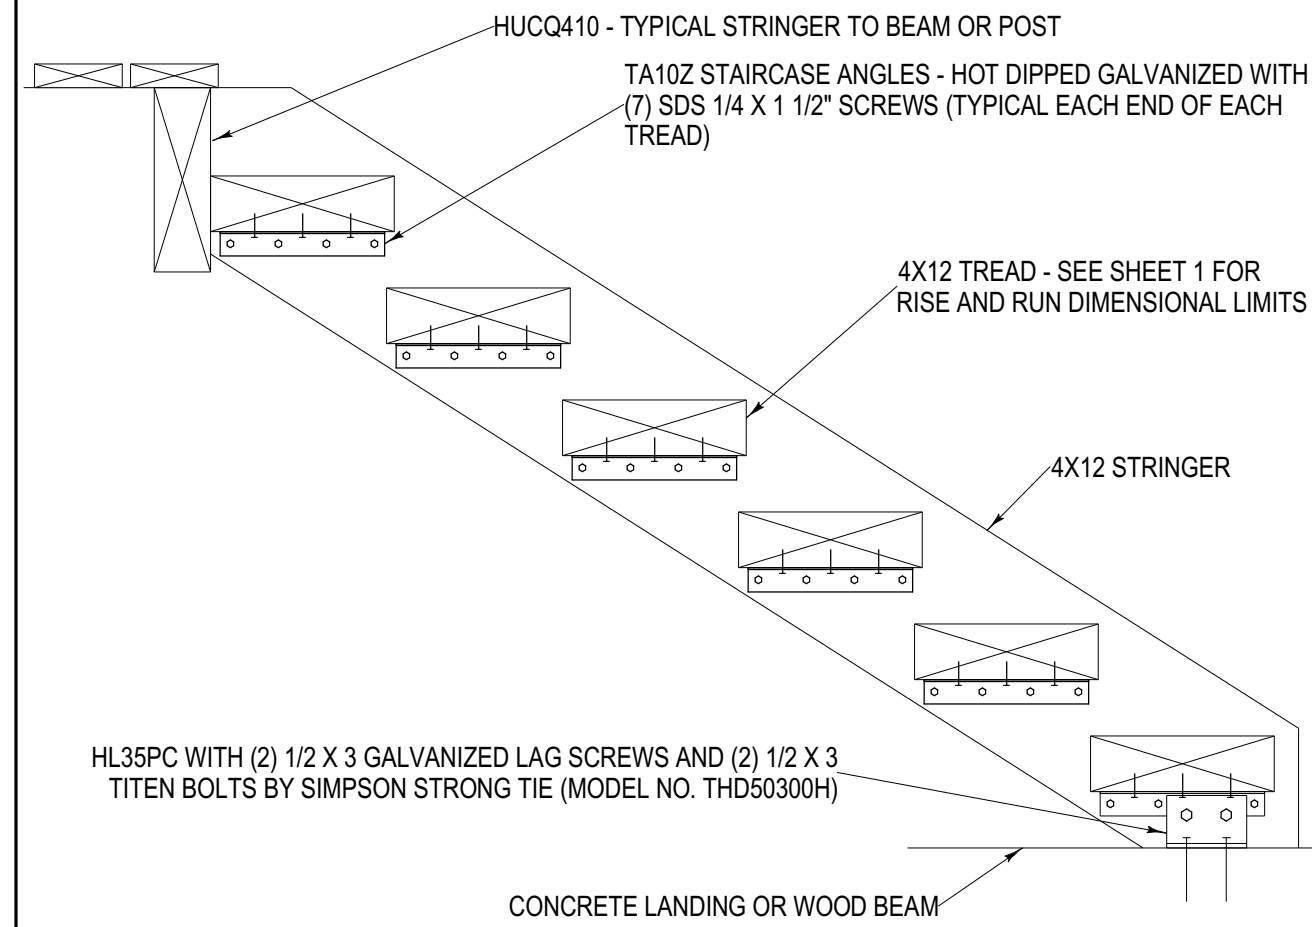 HUCQ410 - TYPICAL STRINGER TO BEAM OR POST
TA10Z STAIRCASE ANGLES - HOT DIPPED GALVANIZED WITH
(7) SDS 1/4 X 1 1/2" SCREWS (TYPICAL EACH END OF EACH
TREAD)
4X12 TREAD - SEE SHEET 1 FOR
RISE AND RUN DIMENSIONAL LIMITS
4X12 STRINGER
HL35PC WITH (2) 1/2 X 3 GALVANIZED LAG SCREWS AND (2) 1/2 X 3
TITEN BOLTS BY SIMPSON STRONG TIE (MODEL NO. THD50300H)
CONCRETE LANDING OR WOOD BEAM